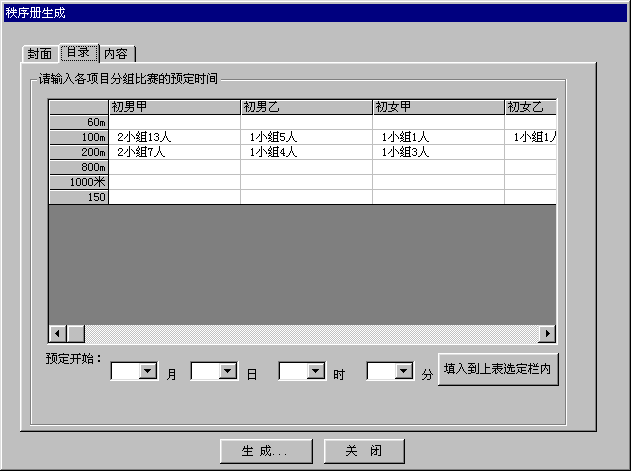 秩序册生成
封面 目录 内容
请输入各项目分组比赛的预定时间
初男甲 初男乙 初女甲 初女乙
60m
100m 2小组13人 1小组5人 1小组1人 1小组1人
200m 2小组7人 1小组4人 1小组3人
800m
1000米
150
预定开始： 月 日 时 分 填入到上表选定栏内
生 成... 关 闭